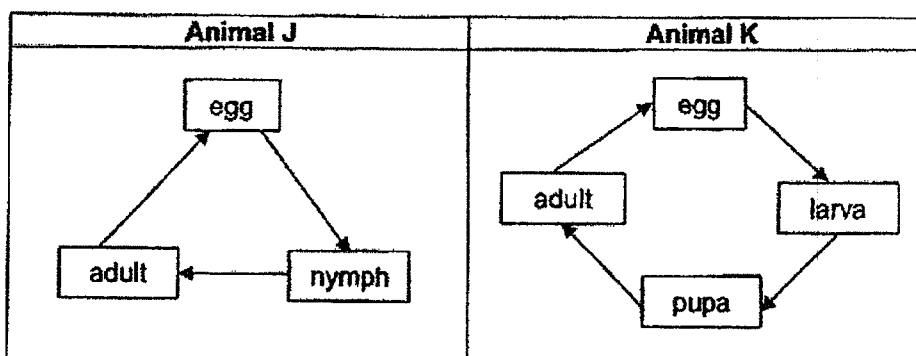 Animal J
Animal K
egg
adult
nymph
egg
adult
larva
pupa